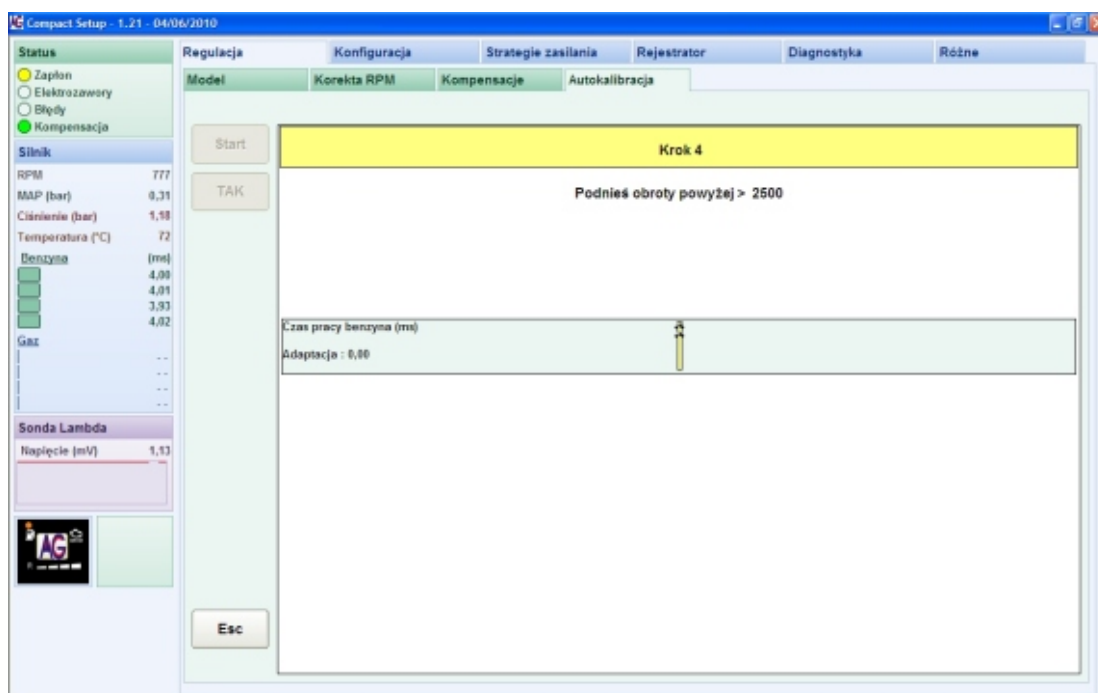 Compact Setup - 1.21 - 04/06/2010
Status
Zapłon
Elektrozawory
Błędy
Kompensacja
Silnik
RPM 777
MAP (bar) 0,31
Ciśnienie (bar) 1,18
Temperatura (°C) 72
Benzyna (ms)
4,00
4,01
3,93
4,02
Gaz
- -
- -
- -
- -
Sonda Lambda
Napięcie (mV) 1,13
AG
Regulacja Konfiguracja Strategie zasilania Rejestrator Diagnostyka Różne
Model Korekta RPM Kompensacje Autokalibracja
Start
TAK
Esc
Krok 4
Podnieś obroty powyżej > 2500
Czas pracy benzyna (ms)
Adaptacja : 0,00